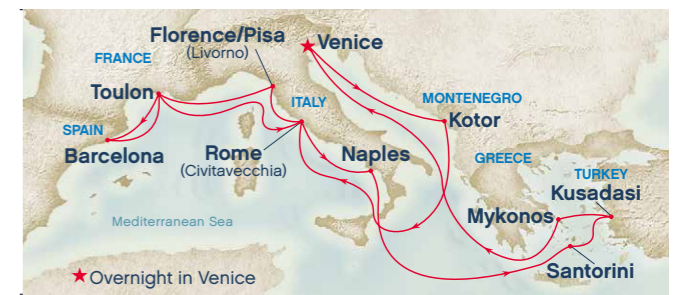 Florence/Pisa
(Livorno)
Venice
FRANCE
Toulon
ITALY
MONTENEGRO
Kotor
SPAIN
Barcelona
Rome
(Civitavecchia)
Naples
GREECE
TURKEY
Kusadasi
Mykonos
Mediterranean Sea
Santorini
Overnight in Venice